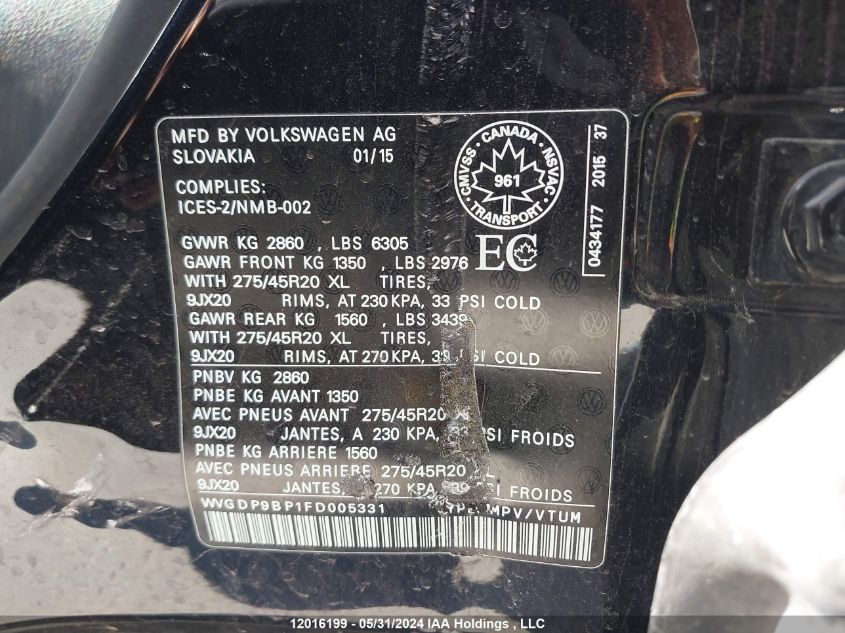 MFD BY VOLKSWAGEN AG
SLOVAKIA 01/15
COMPLIES:
ICES-2/NMB-002
CMVSS CANADA NSVAC
961
TRANSPORT
EC
0434177 2015 37
GVWR KG 2860 , LBS 6305
GAWR FRONT KG 1350 , LBS 2976
WITH 275/45R20 XL TIRES,
9JX20 RIMS, AT 230 KPA, 33 PSI COLD
GAWR REAR KG 1560 , LBS 3439
WITH 275/45R20 XL TIRES,
9JX20 RIMS, AT 270 KPA, COLD
PNBV KG 2860
PNBE KG AVANT 1350
AVEC PNEUS AVANT 275/45R20
9JX20 JANTES, A 230 KPA, FROIDS
PNBE KG ARRIERE 1560
AVEC PNEUS ARRIERE 275/45R20
9JX20 JANTES, 270 KPA, FROIDS
WVGDP9BP1FD005331 MPV/VTUM
12016199 - 05/31/2024 IAA Holdings , LLC